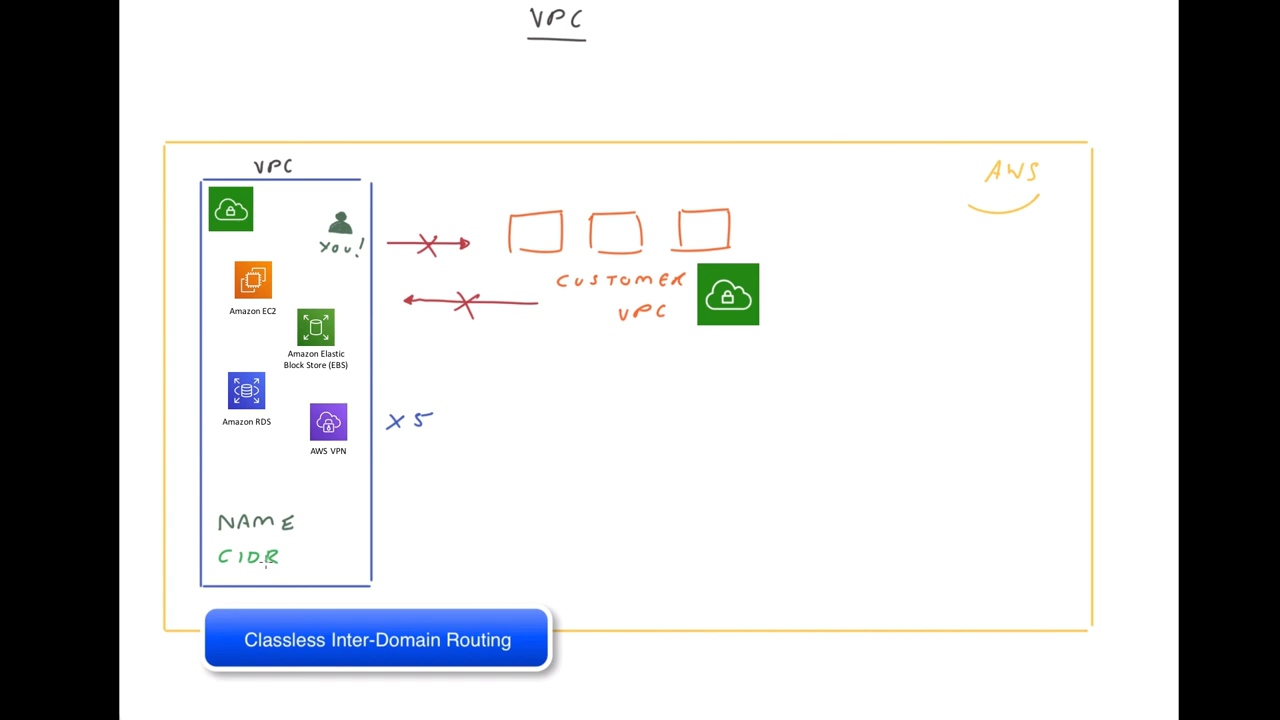 VPC
AWS
VPC
YOU!
Amazon EC2
Amazon Elastic
Block Store (EBS)
Amazon RDS
AWS VPN
NAME
CIDR
X 5
CUSTOMER
VPC
Classless Inter-Domain Routing